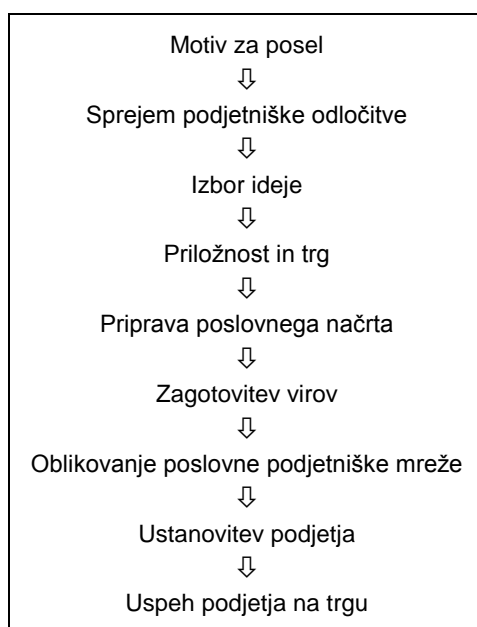 Motiv za posel
⇩
Sprejem podjetniške odločitve
⇩
Izbor ideje
⇩
Priložnost in trg
⇩
Priprava poslovnega načrta
⇩
Zagotovitev virov
⇩
Oblikovanje poslovne podjetniške mreže
⇩
Ustanovitev podjetja
⇩
Uspeh podjetja na trgu